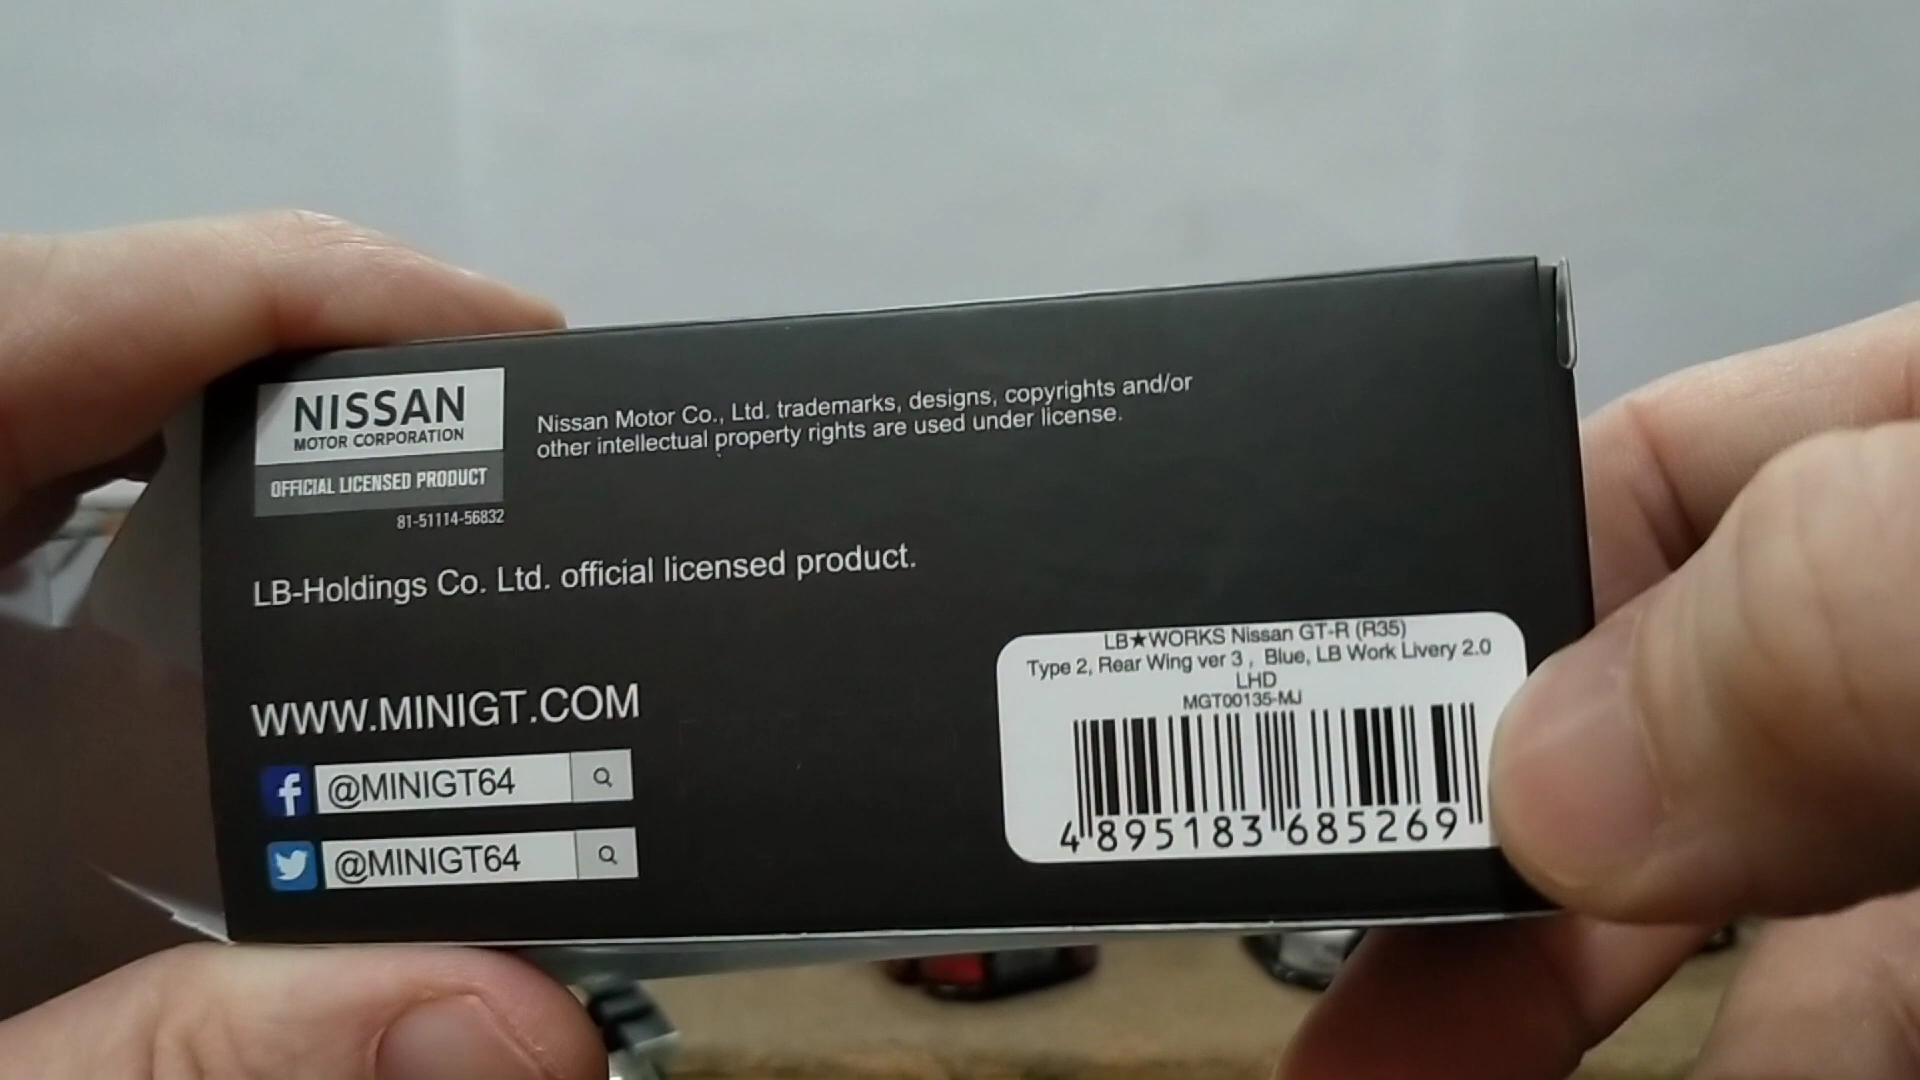 NISSAN
MOTOR CORPORATION
OFFICIAL LICENSED PRODUCT
81-51114-56832
Nissan Motor Co., Ltd. trademarks, designs, copyrights and/or
other intellectual property rights are used under license.
LB-Holdings Co. Ltd. official licensed product.
WWW.MINIGT.COM
f @MINIGT64
@MINIGT64
LB★WORKS Nissan GT-R (R35)
Type 2, Rear Wing ver 3 , Blue, LB Work Livery 2.0
LHD
MGT00135-MJ
4 895183 685269